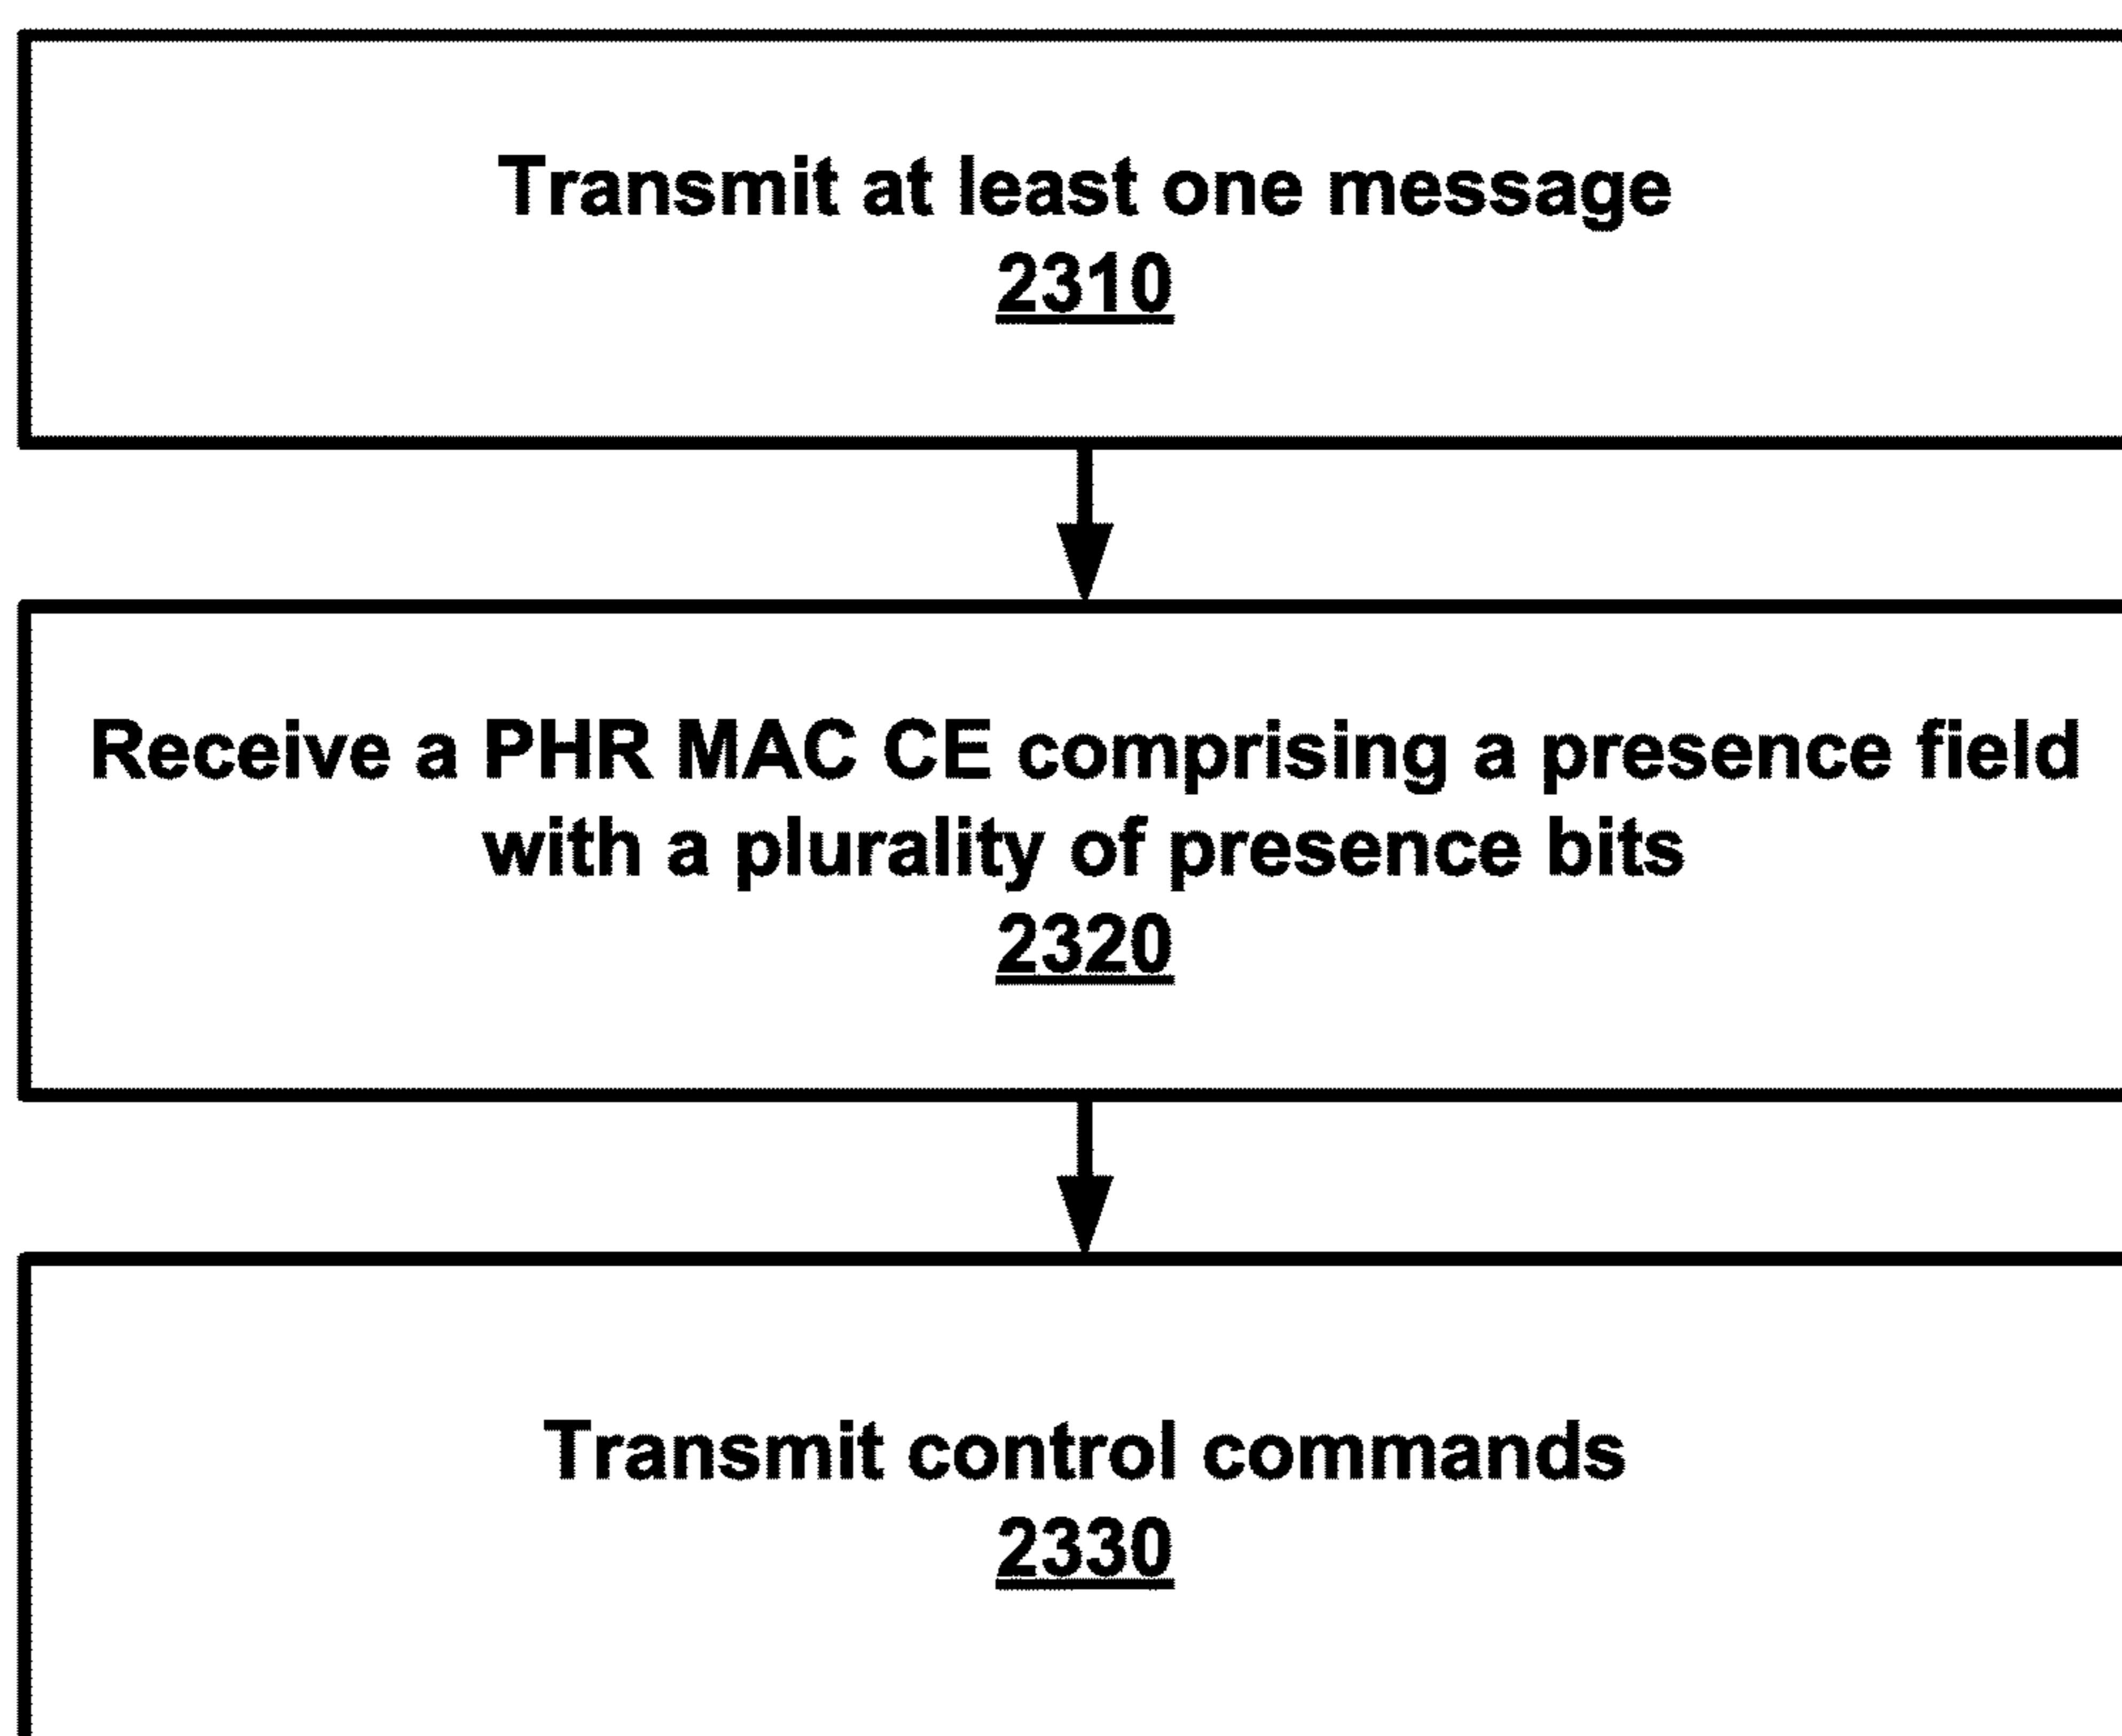 Transmit at least one message
2310
Receive a PHR MAC CE comprising a presence field
with a plurality of presence bits
2320
Transmit control commands
2330